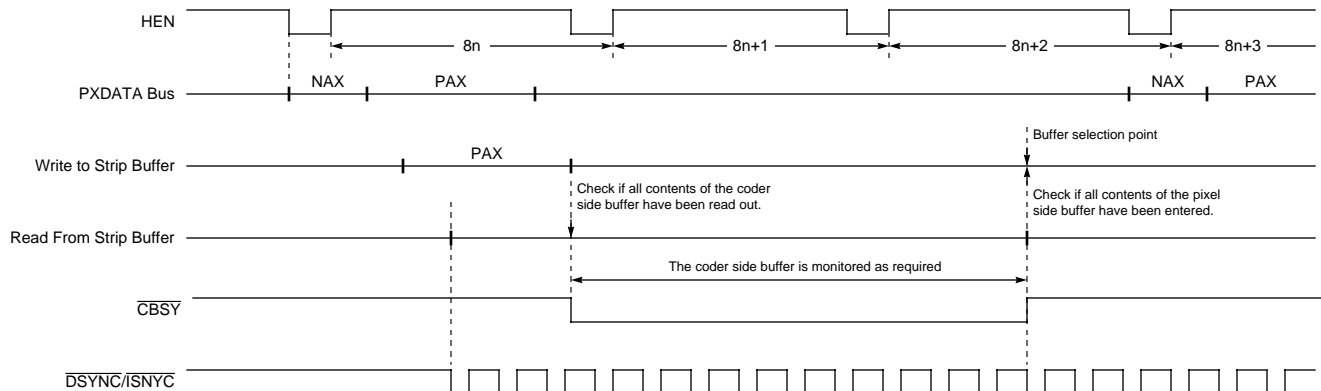 HEN
8n
8n+1
8n+2
8n+3
PXDATA Bus
NAX
PAX
NAX
PAX
Buffer selection point
Write to Strip Buffer
PAX
Check if all contents of the coder
side buffer have been read out.
Check if all contents of the pixel
side buffer have been entered.
Read From Strip Buffer
The coder side buffer is monitored as required
CBSY
DSYNC/ISNYC